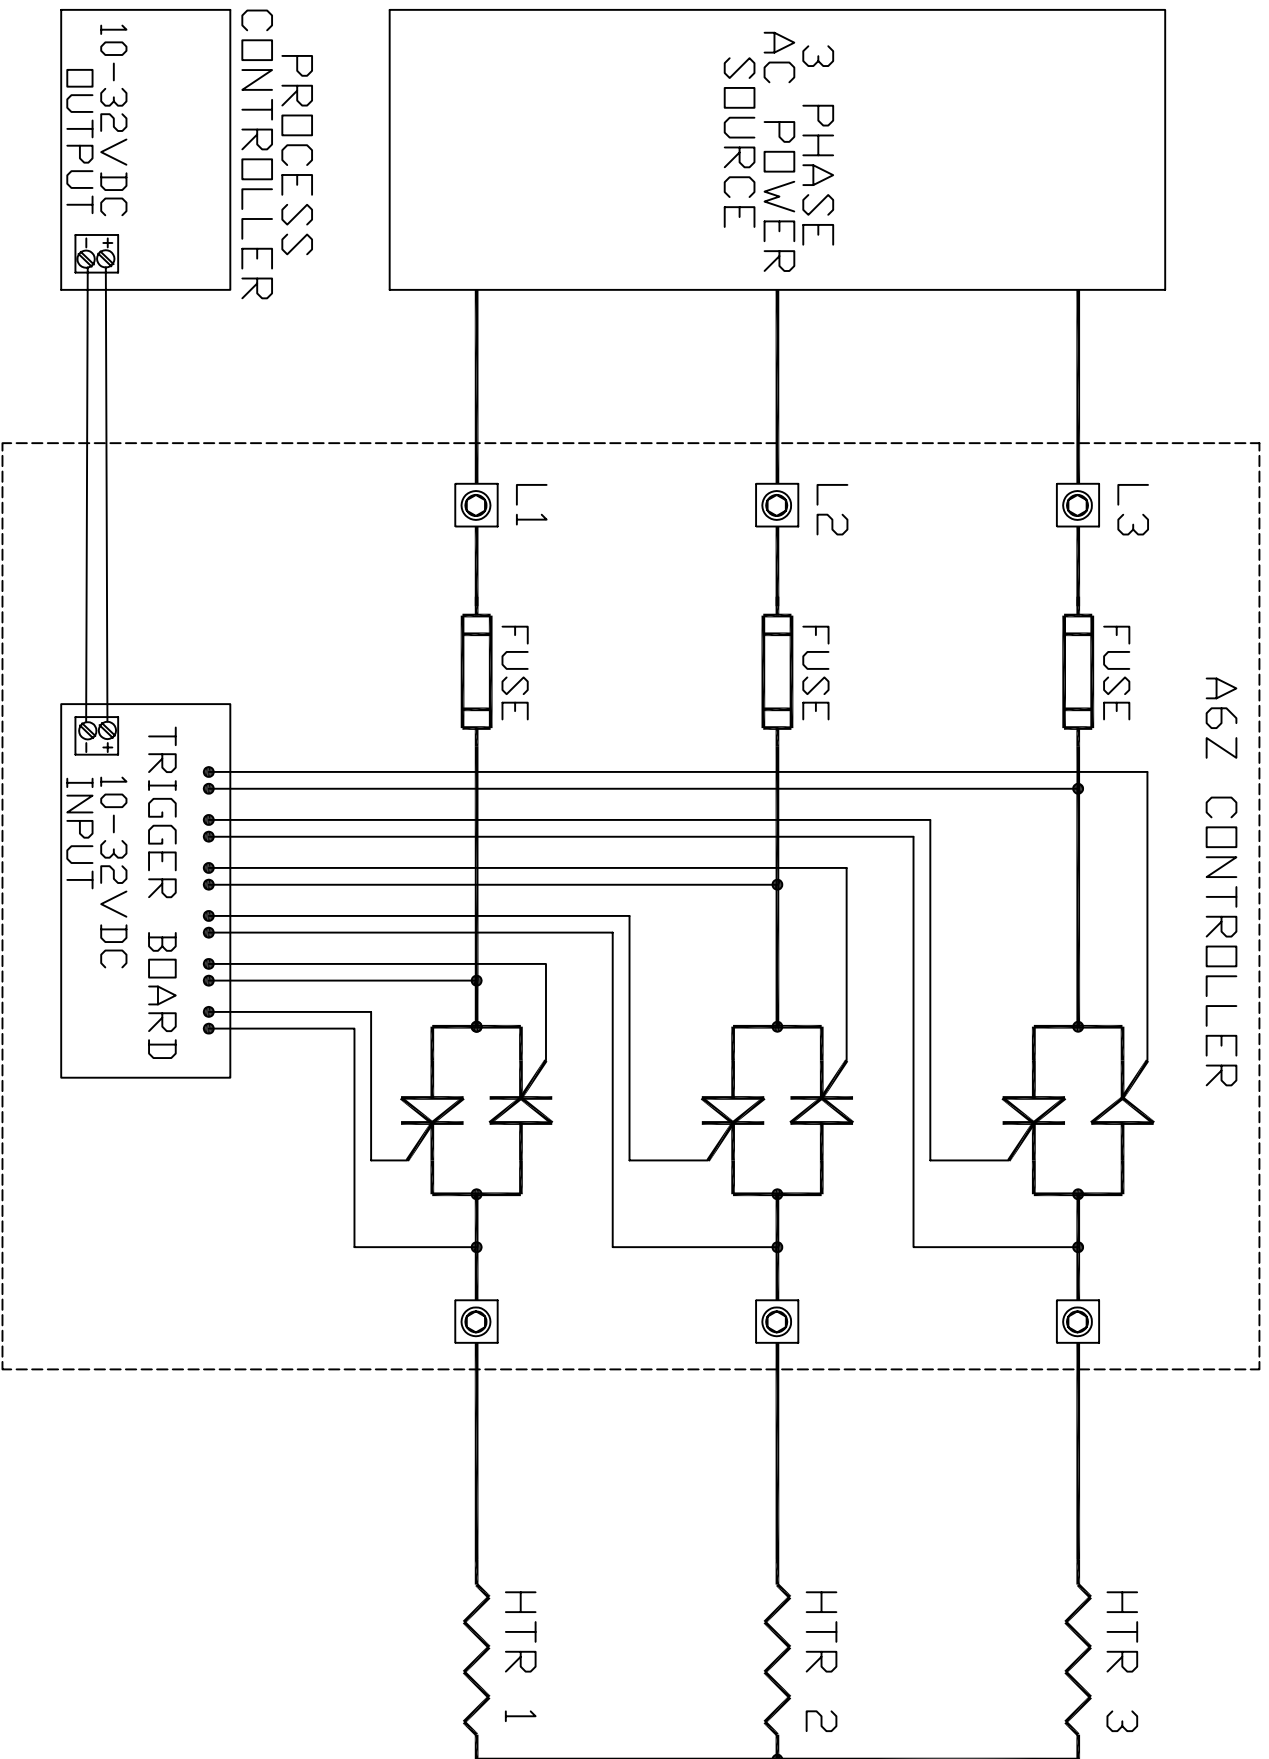 A6Z CONTROLLER
3 PHASE
AC POWER
SOURCE
L3
FUSE
HTR 3
L2
FUSE
HTR 2
L1
FUSE
HTR 1
PROCESS
CONTROLLER
10-32VDC
OUTPUT
+
-
TRIGGER BOARD
+
-
10-32VDC
INPUT